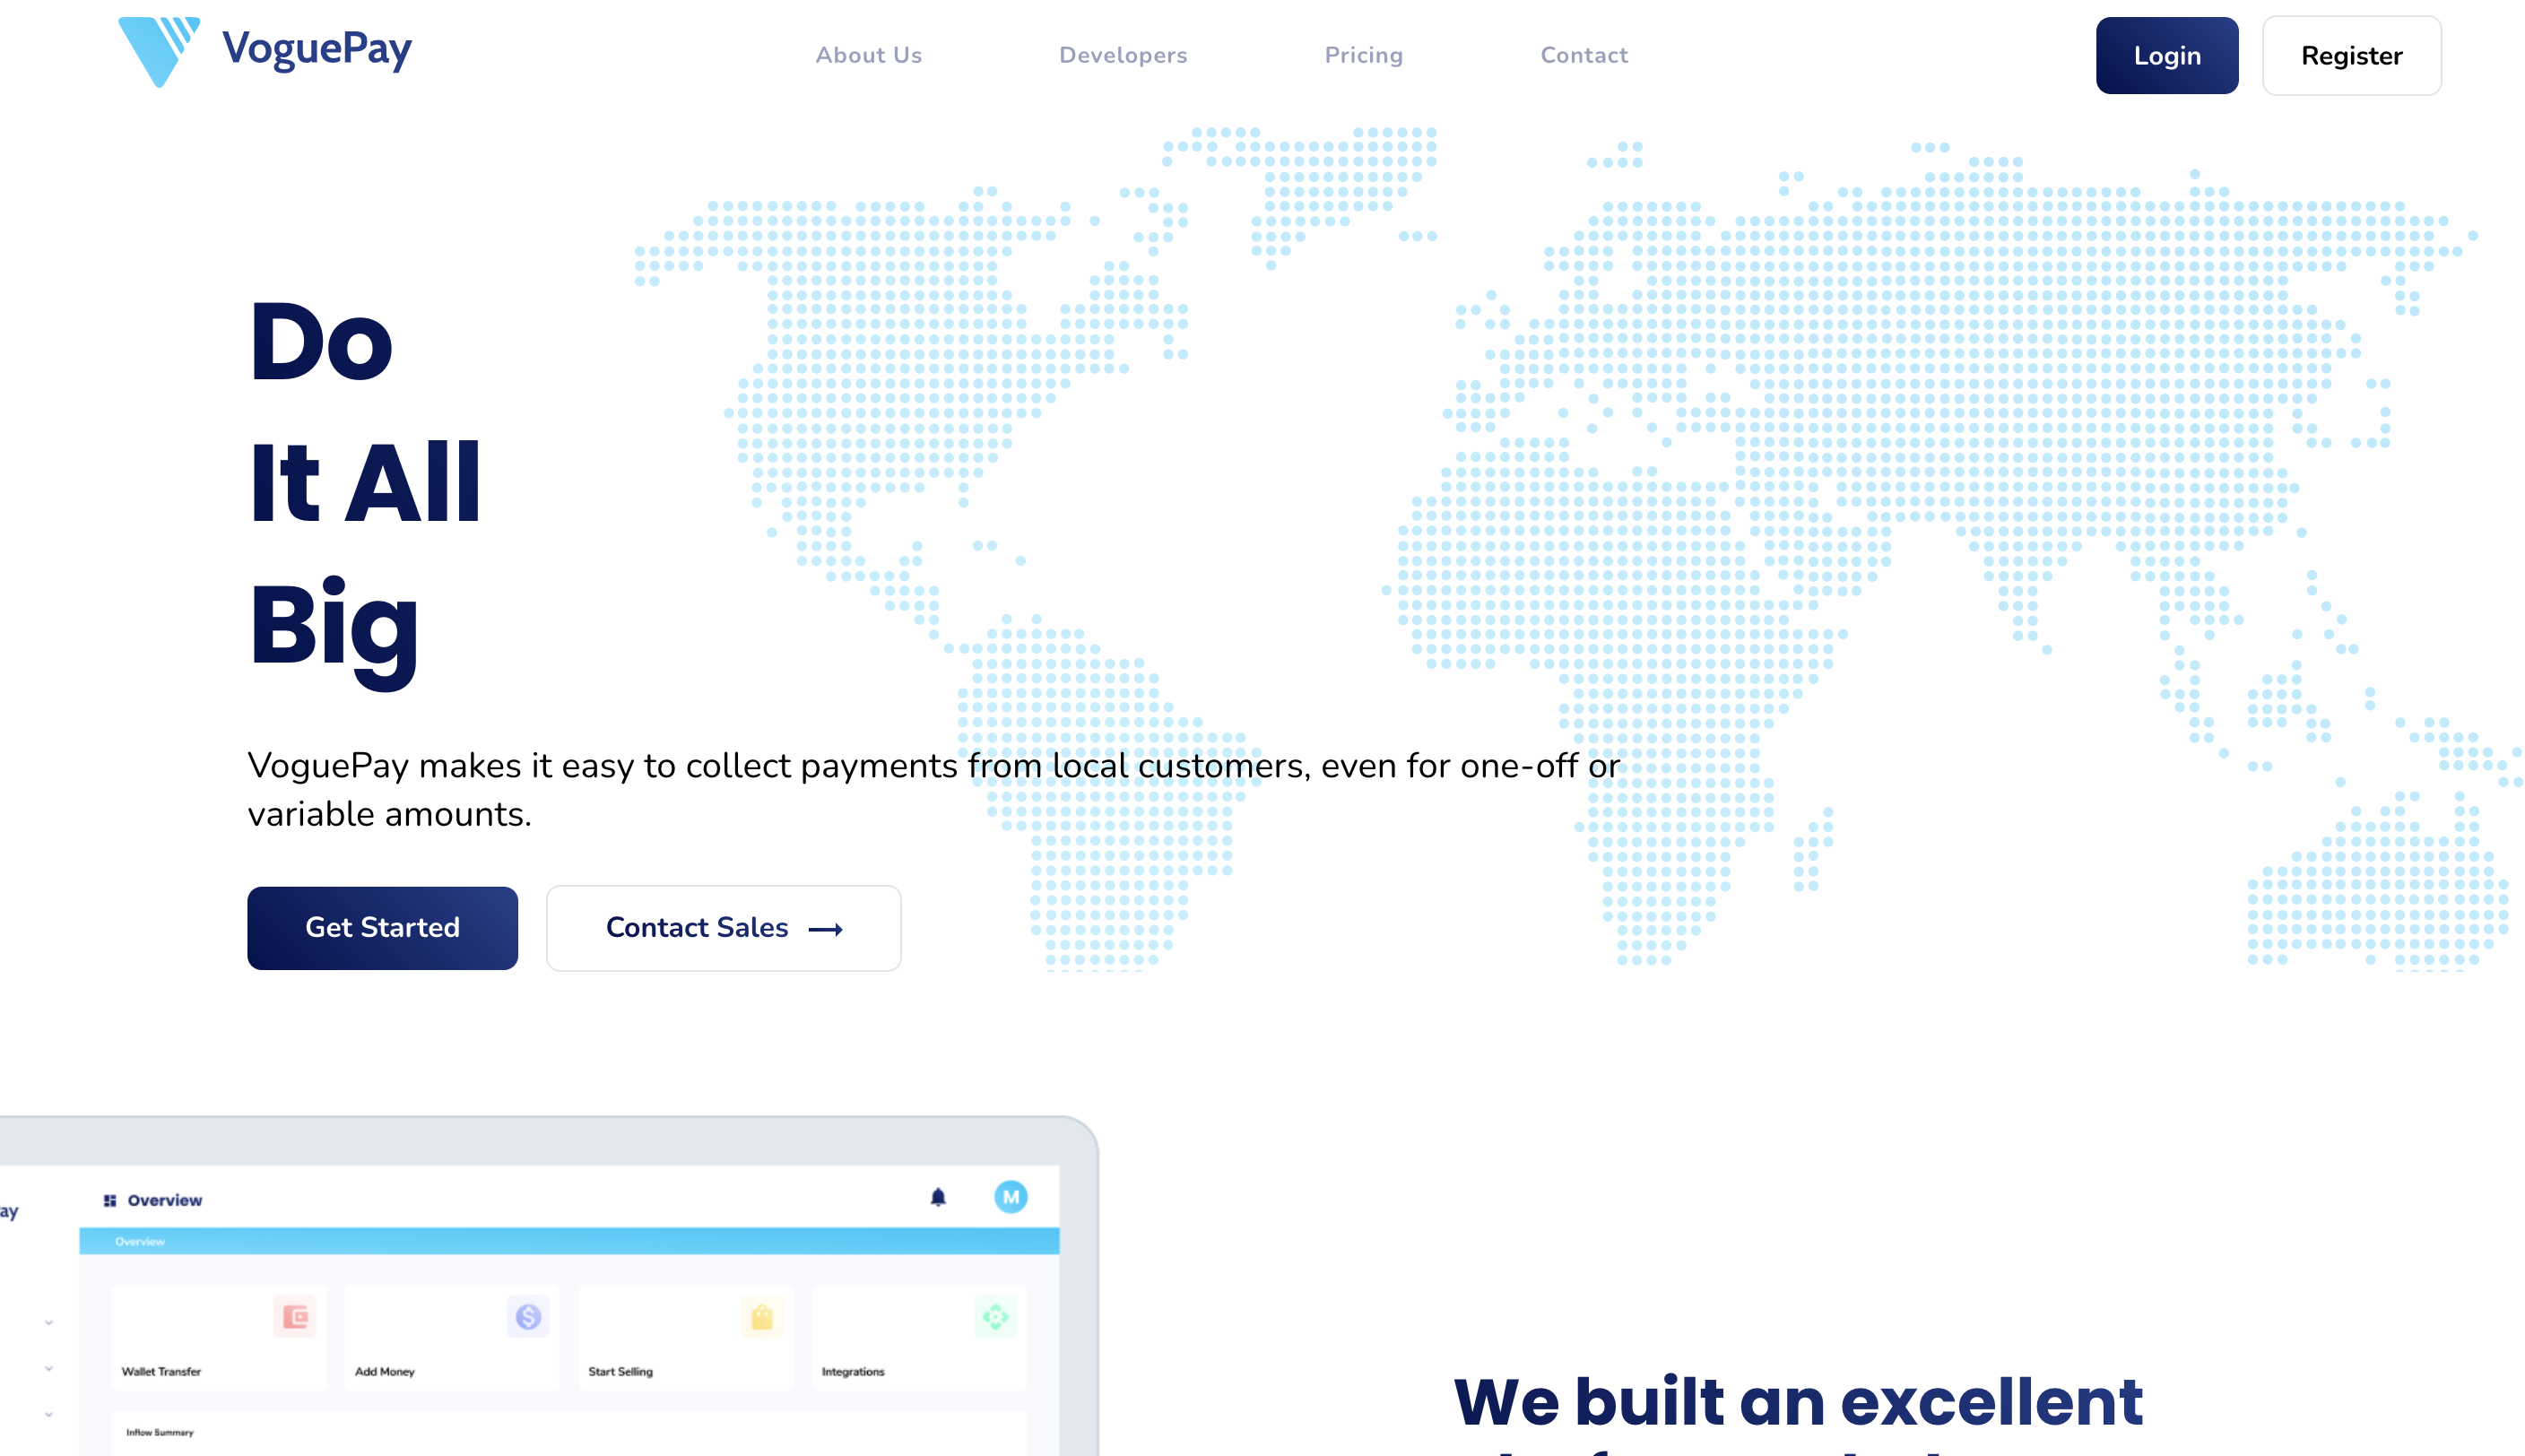 VoguePay
About Us
Developers
Pricing
Contact
Login
Register
Do
It All
Big
VoguePay makes it easy to collect payments from local customers, even for one-off or
variable amounts.
Get Started
Contact Sales
ay
Overview
M
Overview
Wallet Transfer
Add Money
Start Selling
Integrations
Inflow Summary
We built an excellent